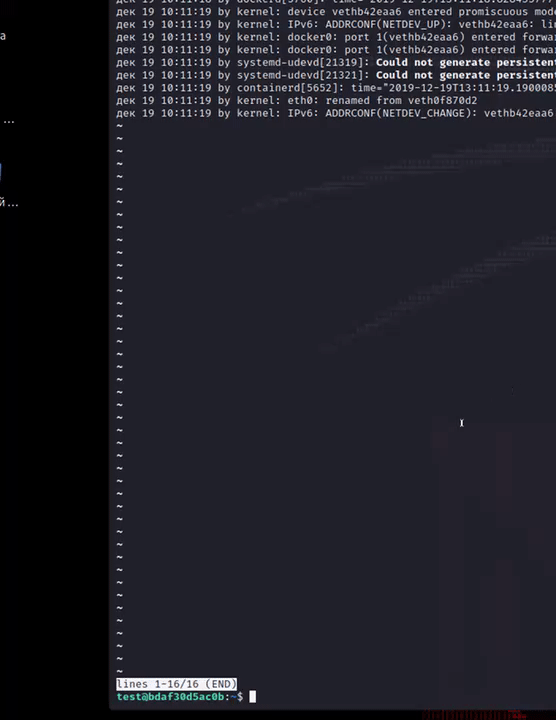 дек 19 10:11:19 by kernel: device vethb42eaa6 entered promiscuous mode
дек 19 10:11:19 by kernel: IPv6: ADDRCONF(NETDEV_UP): vethb42eaa6:
дек 19 10:11:19 by kernel: docker0: port 1(vethb42eaa6) entered
дек 19 10:11:19 by kernel: docker0: port 1(vethb42eaa6) entered
дек 19 10:11:19 by systemd-udevd[21319]: Could not generate persisten
дек 19 10:11:19 by systemd-udevd[21321]: Could not generate persisten
дек 19 10:11:19 by containerd[5652]: time="2019-12-19T13:11:19.190008
дек 19 10:11:19 by kernel: eth0: renamed from veth0f870d2
дек 19 10:11:19 by kernel: IPv6: ADDRCONF(NETDEV_CHANGE): vethb42eaa6
lines 1-16/16 (END)
test@bdaf30d5ac0b:~$